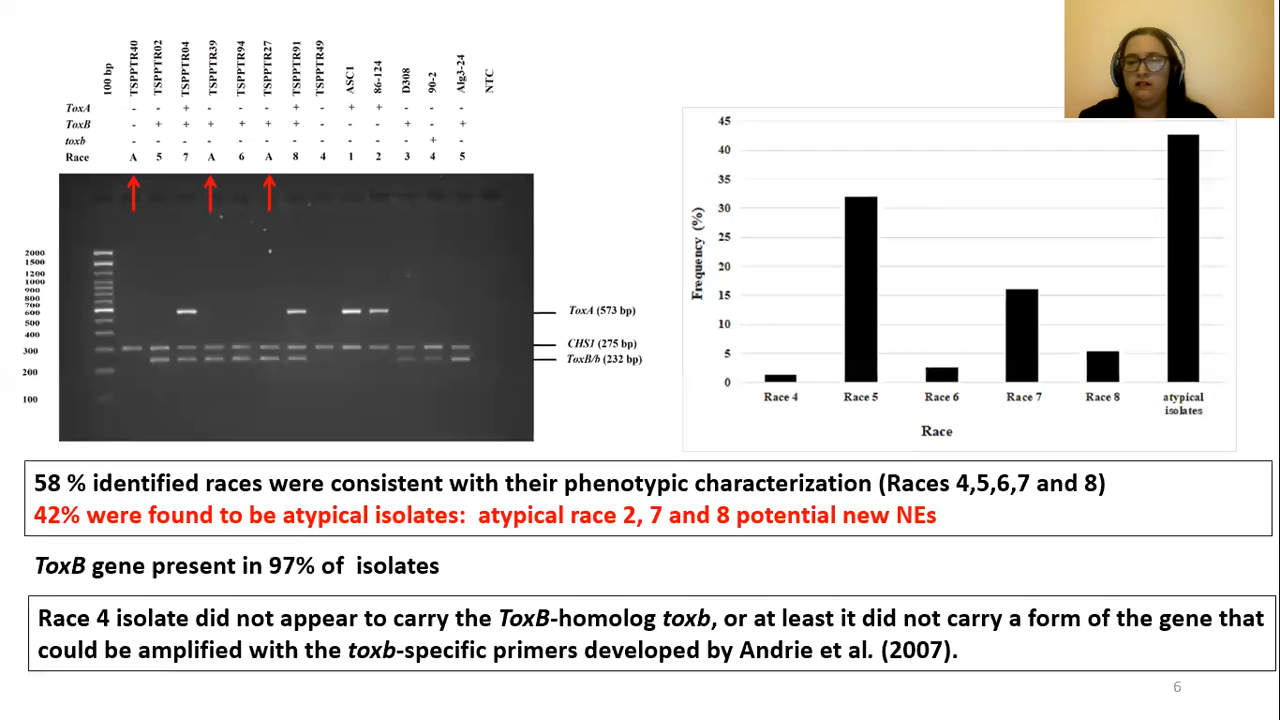 100 bp TSPPTR40 TSPPTR02 TSPPTR04 TSPPTR39 TSPPTR94 TSPPTR27 TSPPTR91 TSPPTR49 ASC1 86-124 D308 90-2 Alg3-24 NTC
ToxA - - + - - - + - + + - - -
ToxB - + + + + + + - - - + - +
toxb - - - - - - - - - - - + -
Race A 5 7 A 6 A 8 4 1 2 3 4 5
2000
1500
1200
1000
900
800
700
600
500
400
300
200
100
ToxA (573 bp)
CHS1 (275 bp)
ToxB/b (232 bp)
Frequency (%)
45
40
35
30
25
20
15
10
5
0
Race 4 Race 5 Race 6 Race 7 Race 8 atypical
isolates
Race
58 % identified races were consistent with their phenotypic characterization (Races 4,5,6,7 and 8)
42% were found to be atypical isolates: atypical race 2, 7 and 8 potential new NEs
ToxB gene present in 97% of isolates
Race 4 isolate did not appear to carry the ToxB-homolog toxb, or at least it did not carry a form of the gene that
could be amplified with the toxb-specific primers developed by Andrie et al. (2007).
6